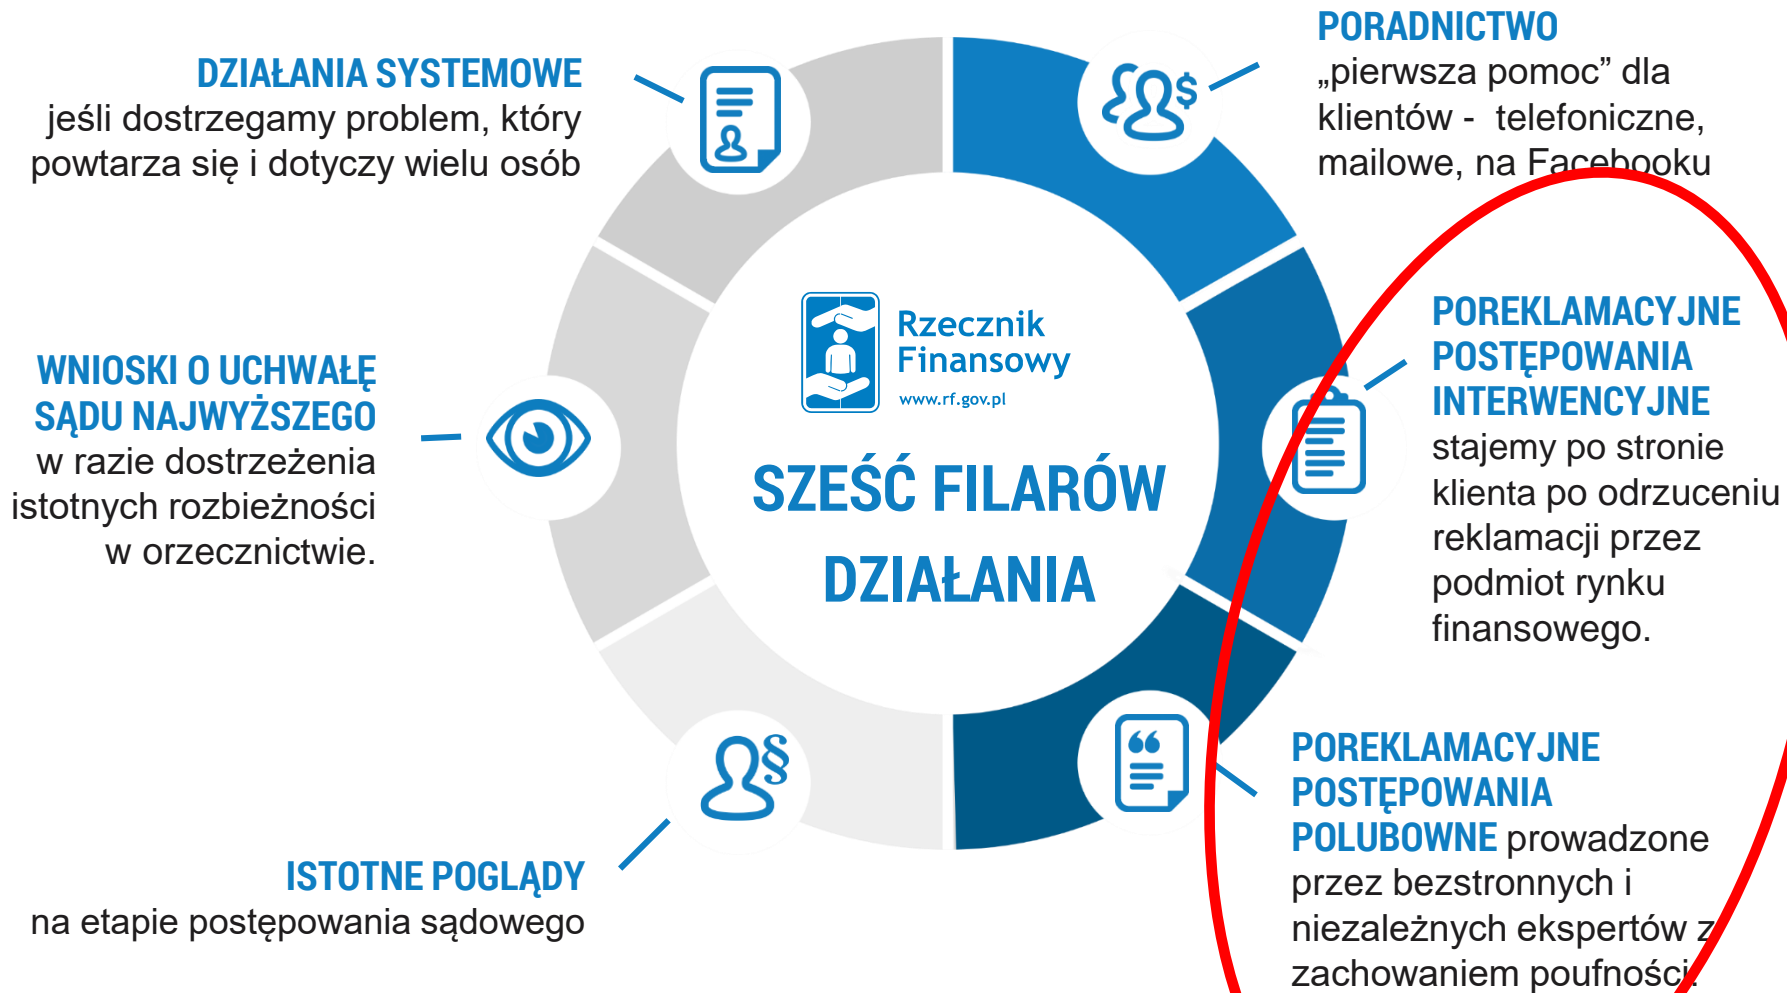 DZIAŁANIA SYSTEMOWE
jeśli dostrzegamy problem, który
powtarza się i dotyczy wielu osób
PORADNICTWO
„pierwsza pomoc” dla
klientów - telefoniczne,
mailowe, na Facebooku
WNIOSKI O UCHWAŁĘ
SĄDU NAJWYŻSZEGO
w razie dostrzeżenia
istotnych rozbieżności
w orzecznictwie.
Rzecznik
Finansowy
www.rf.gov.pl
SZEŚĆ FILARÓW
DZIAŁANIA
POREKLAMACYJNE
POSTĘPOWANIA
INTERWENCYJNE
stajemy po stronie
klienta po odrzuceniu
reklamacji przez
podmiot rynku
finansowego.
ISTOTNE POGLĄDY
na etapie postępowania sądowego
POREKLAMACYJNE
POSTĘPOWANIA
POLUBOWNE prowadzone
przez bezstronnych i
niezależnych ekspertów z
zachowaniem poufności.
$
§
“